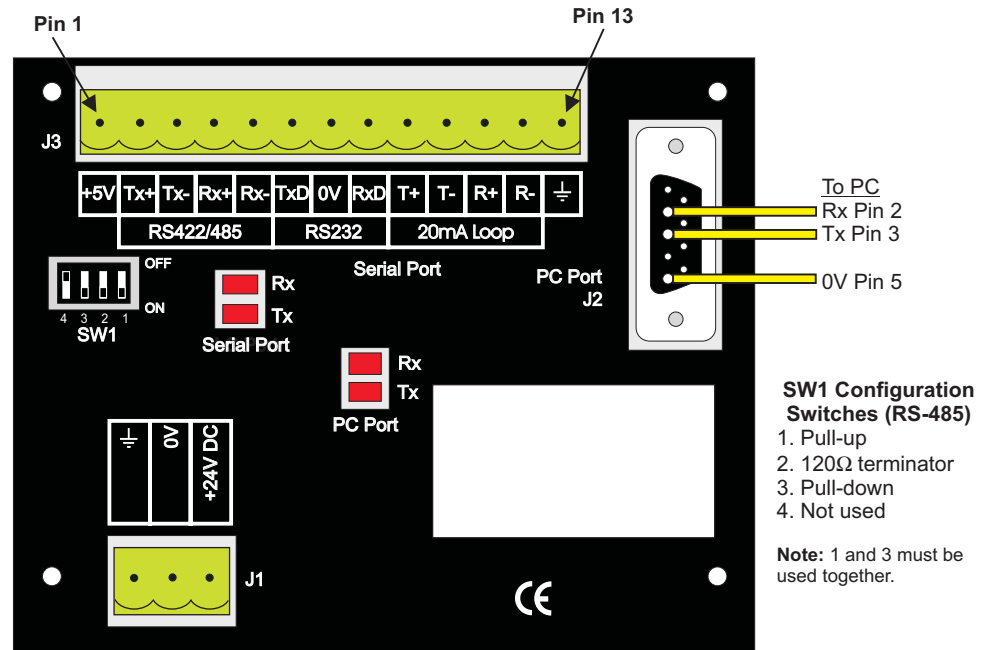 Pin 1
Pin 13
J3
+5V Tx+ Tx- Rx+ Rx- TxD 0V RxD T+ T- R+ R-
RS422/485 RS232 20mA Loop
Serial Port
To PC
Rx Pin 2
Tx Pin 3
0V Pin 5
PC Port
J2
OFF
ON
4 3 2 1
SW1
Rx
Tx
Serial Port
Rx
Tx
PC Port
0V
+24V DC
J1
CE
SW1 Configuration
Switches (RS-485)
1. Pull-up
2. 120Ω terminator
3. Pull-down
4. Not used
Note: 1 and 3 must be
used together.